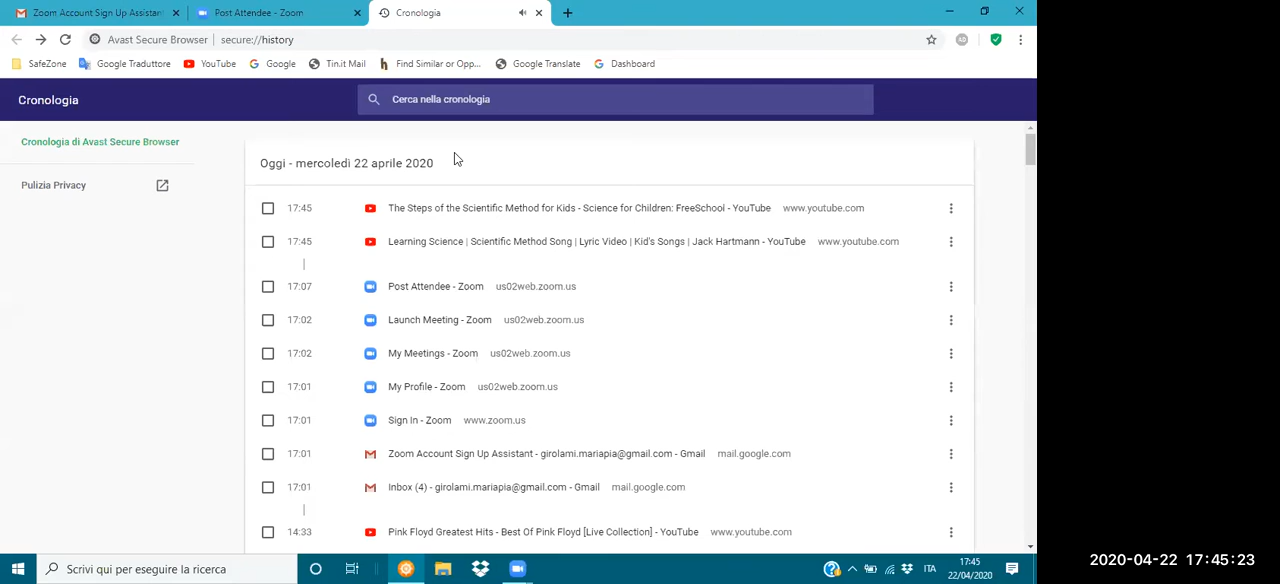 Zoom Account Sign Up Assistan
Post Attendee - Zoom
Cronologia
Avast Secure Browser | secure://history
SafeZone
Google Traduttore
YouTube
Google
Tin.it Mail
Find Similar or Opp...
Google Translate
Dashboard
Cronologia
Cerca nella cronologia
Cronologia di Avast Secure Browser
Pulizia Privacy
Oggi - mercoledì 22 aprile 2020
17:45 The Steps of the Scientific Method for Kids - Science for Children: FreeSchool - YouTube www.youtube.com
17:45 Learning Science | Scientific Method Song | Lyric Video | Kid's Songs | Jack Hartmann - YouTube www.youtube.com
17:07 Post Attendee - Zoom us02web.zoom.us
17:02 Launch Meeting - Zoom us02web.zoom.us
17:02 My Meetings - Zoom us02web.zoom.us
17:01 My Profile - Zoom us02web.zoom.us
17:01 Sign In - Zoom www.zoom.us
17:01 Zoom Account Sign Up Assistant - girolami.mariapia@gmail.com - Gmail mail.google.com
17:01 Inbox (4) - girolami.mariapia@gmail.com - Gmail mail.google.com
14:33 Pink Floyd Greatest Hits - Best Of Pink Floyd [Live Collection] - YouTube www.youtube.com
Scrivi qui per eseguire la ricerca
ITA
17:45
22/04/2020
2020-04-22 17:45:23